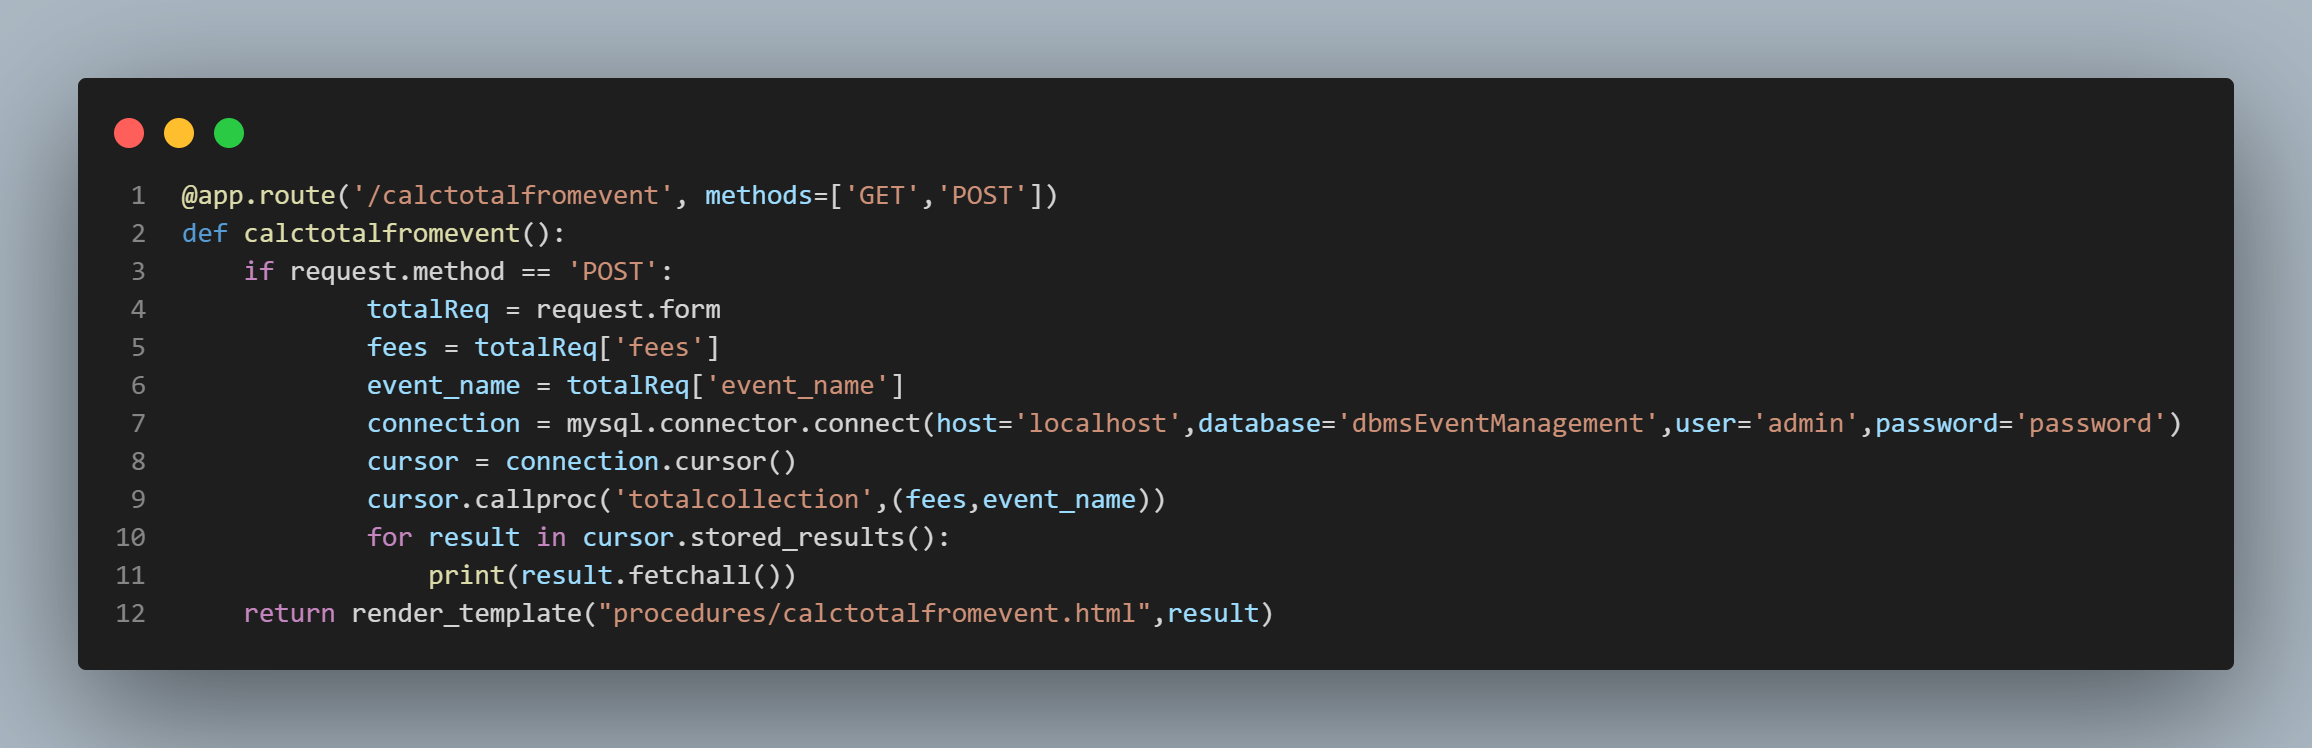 1 @app.route('/calctotalfromevent', methods=['GET','POST'])
2 def calctotalfromevent():
3     if request.method == 'POST':
4             totalReq = request.form
5             fees = totalReq['fees']
6             event_name = totalReq['event_name']
7             connection = mysql.connector.connect(host='localhost',database='dbmsEventManagement',user='admin',password='password')
8             cursor = connection.cursor()
9             cursor.callproc('totalcollection',(fees,event_name))
10             for result in cursor.stored_results():
11                 print(result.fetchall())
12     return render_template("procedures/calctotalfromevent.html",result)